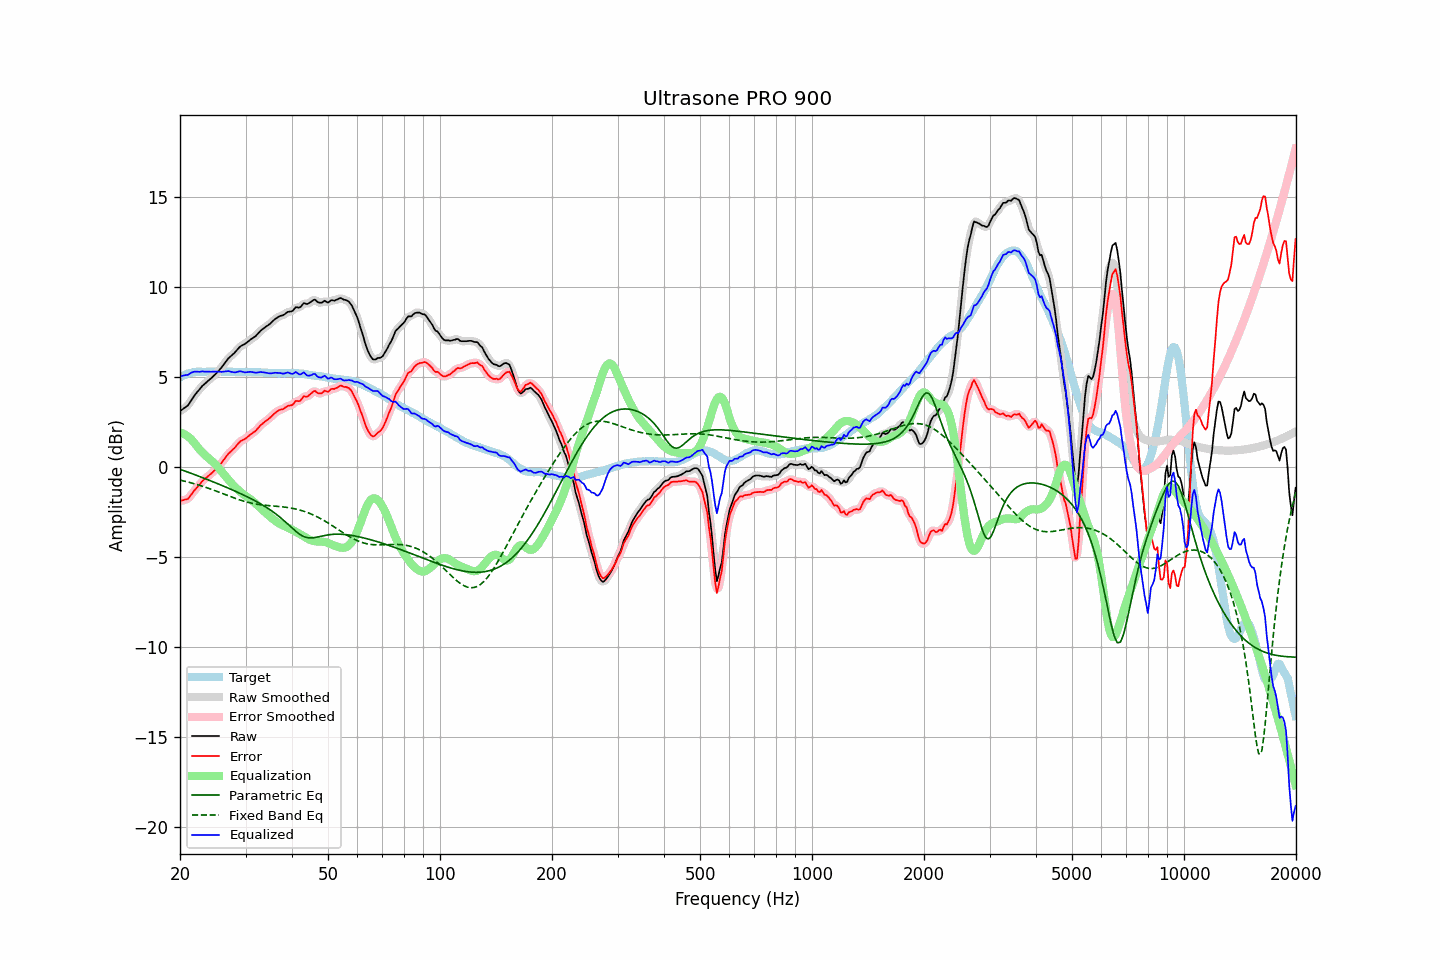 Ultrasone PRO 900
Amplitude (dBr)
15
10
5
0
−5
−10
−15
−20
Target
Raw Smoothed
Error Smoothed
Raw
Error
Equalization
Parametric Eq
Fixed Band Eq
Equalized
20 50 100 200 500 1000 2000 5000 10000 20000
Frequency (Hz)